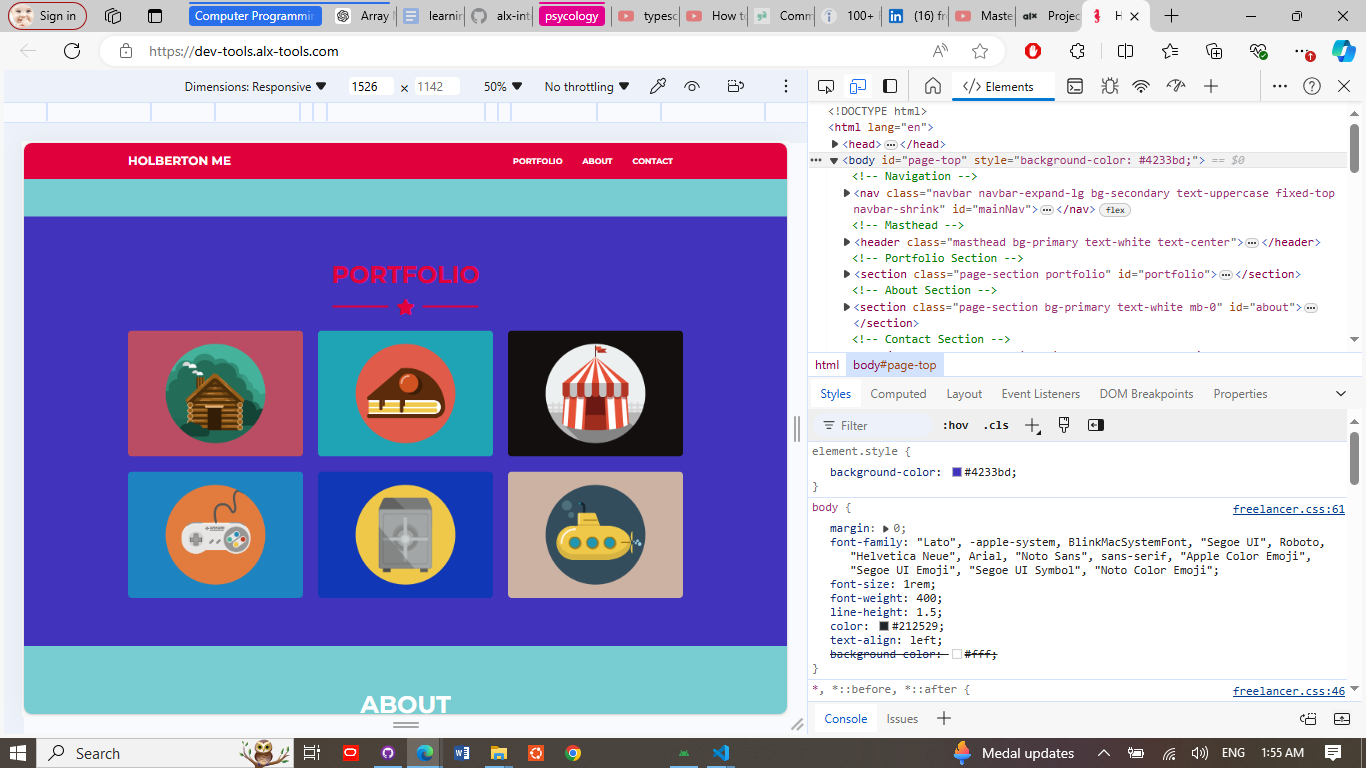 Sign in
Computer Programmin
Array
learnin
alx-int
psycology
typesc
How to
Comm
100+
(16) fr
Maste
Projec
H
https://dev-tools.alx-tools.com
Dimensions: Responsive
1526 × 1142
50%
No throttling
Elements
HOLBERTON ME
PORTFOLIO
ABOUT
CONTACT
PORTFOLIO
ABOUT
<!DOCTYPE html>
<html lang="en">
<head>…</head>
<body id="page-top" style="background-color: #4233bd;"> == $0
<!-- Navigation -->
<nav class="navbar navbar-expand-lg bg-secondary text-uppercase fixed-top
navbar-shrink" id="mainNav">…</nav> flex
<!-- Masthead -->
<header class="masthead bg-primary text-white text-center">…</header>
<!-- Portfolio Section -->
<section class="page-section portfolio" id="portfolio">…</section>
<!-- About Section -->
<section class="page-section bg-primary text-white mb-0" id="about">…
</section>
<!-- Contact Section -->
html body#page-top
Styles Computed Layout Event Listeners DOM Breakpoints Properties
Filter :hov .cls
element.style {
background-color: #4233bd;
}
body { freelancer.css:61
margin: 0;
font-family: "Lato", -apple-system, BlinkMacSystemFont, "Segoe UI", Roboto,
"Helvetica Neue", Arial, "Noto Sans", sans-serif, "Apple Color Emoji",
"Segoe UI Emoji", "Segoe UI Symbol", "Noto Color Emoji";
font-size: 1rem;
font-weight: 400;
line-height: 1.5;
color: #212529;
text-align: left;
background-color: #fff;
}
*, *::before, *::after { freelancer.css:46
Console Issues
Search
Medal updates
ENG
1:55 AM